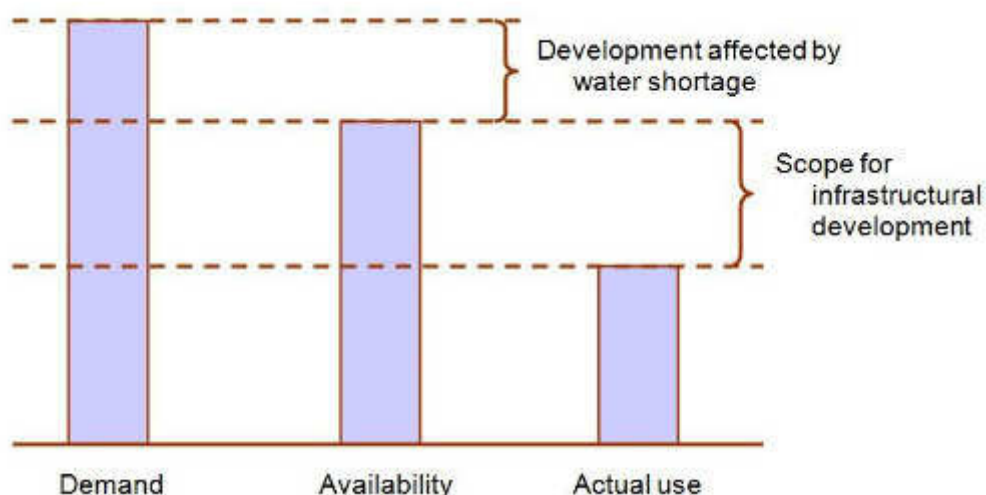 Development affected by
water shortage
Scope for
infrastructural
development
Demand
Availability
Actual use